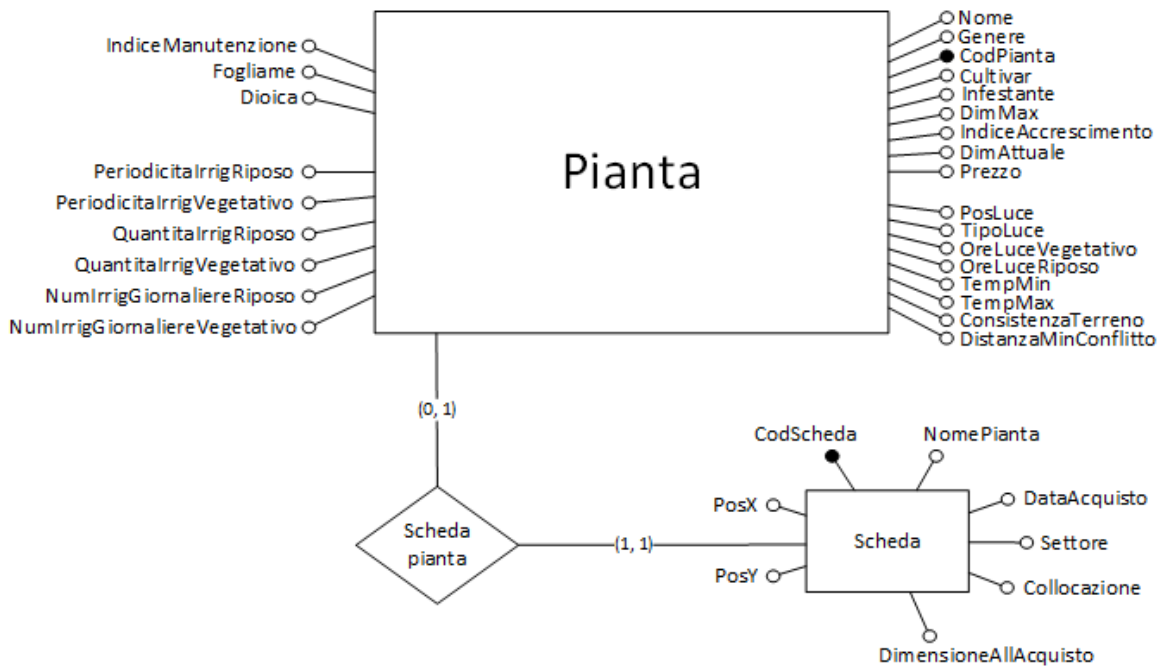 IndiceManutenzione
Fogliame
Dioica
PeriodicitaIrrigRiposo
PeriodicitaIrrigVegetativo
QuantitaIrrigRiposo
QuantitaIrrigVegetativo
NumIrrigGiornaliereRiposo
NumIrrigGiornaliereVegetativo
Pianta
Nome
Genere
CodPianta
Cultivar
Infestante
DimMax
IndiceAccrescimento
DimAttuale
Prezzo
PosLuce
TipoLuce
OreLuceVegetativo
OreLuceRiposo
TempMin
TempMax
ConsistenzaTerreno
DistanzaMinConflitto
(0, 1)
Scheda
pianta
(1, 1)
CodScheda
NomePianta
PosX
PosY
Scheda
DataAcquisto
Settore
Collocazione
DimensioneAllAcquisto